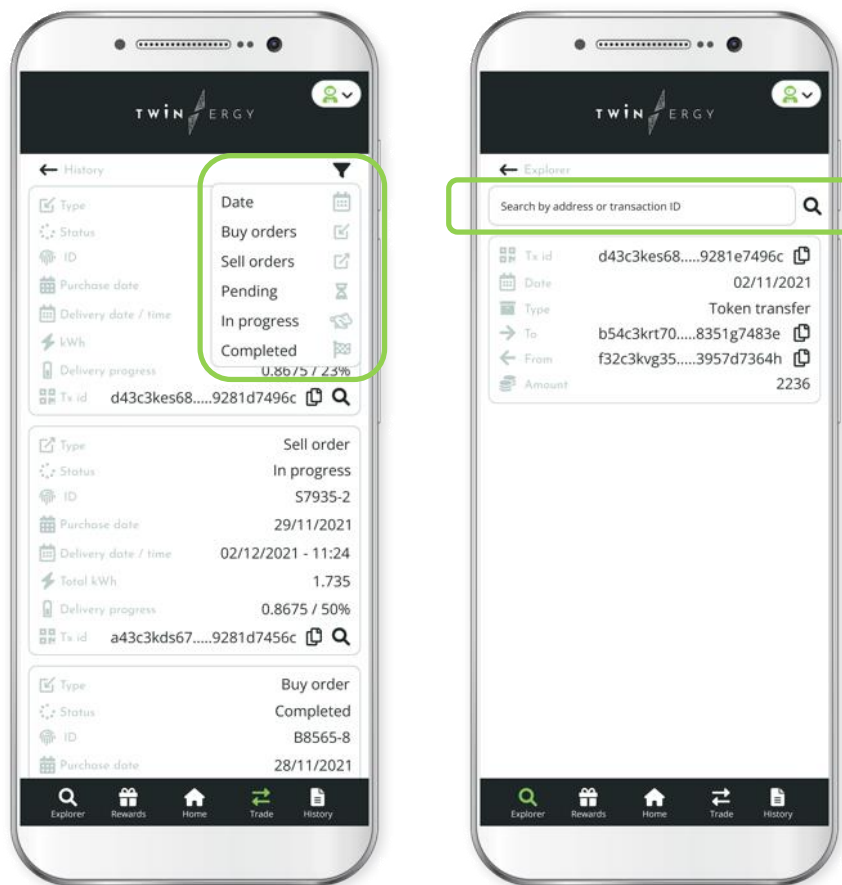 TWINERGY
History
Date
Type
Buy orders
Status
Sell orders
ID
Pending
Purchase date
In progress
Delivery date / time
Completed
kWh
Delivery progress 0.8675 / 23%
Tx id d43c3kes68.....9281d7496c
Type Sell order
Status In progress
ID S7935-2
Purchase date 29/11/2021
Delivery date / time 02/12/2021 - 11:24
Total kWh 1.735
Delivery progress 0.8675 / 50%
Tx id a43c3kds67.....9281d7456c
Type Buy order
Status Completed
ID B8565-8
Purchase date 28/11/2021
Explorer Rewards Home Trade History
TWINERGY
Explorer
Search by address or transaction ID
Tx id d43c3kes68.....9281e7496c
Date 02/11/2021
Type Token transfer
To b54c3krt70.....8351g7483e
From f32c3kvg35.....3957d7364h
Amount 2236
Explorer Rewards Home Trade History